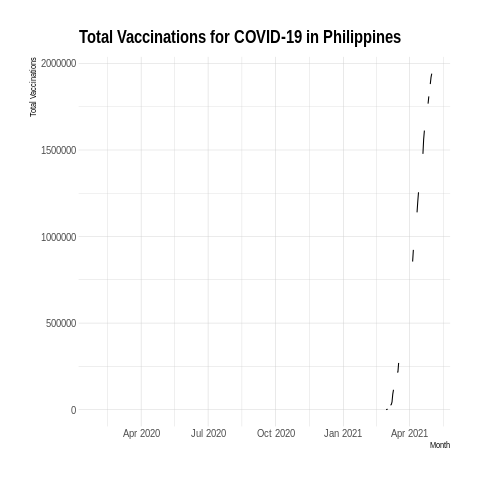 Total Vaccinations for COVID-19 in Philippines
Total Vaccinations
2000000
1500000
1000000
500000
0
Apr 2020 Jul 2020 Oct 2020 Jan 2021 Apr 2021
Month